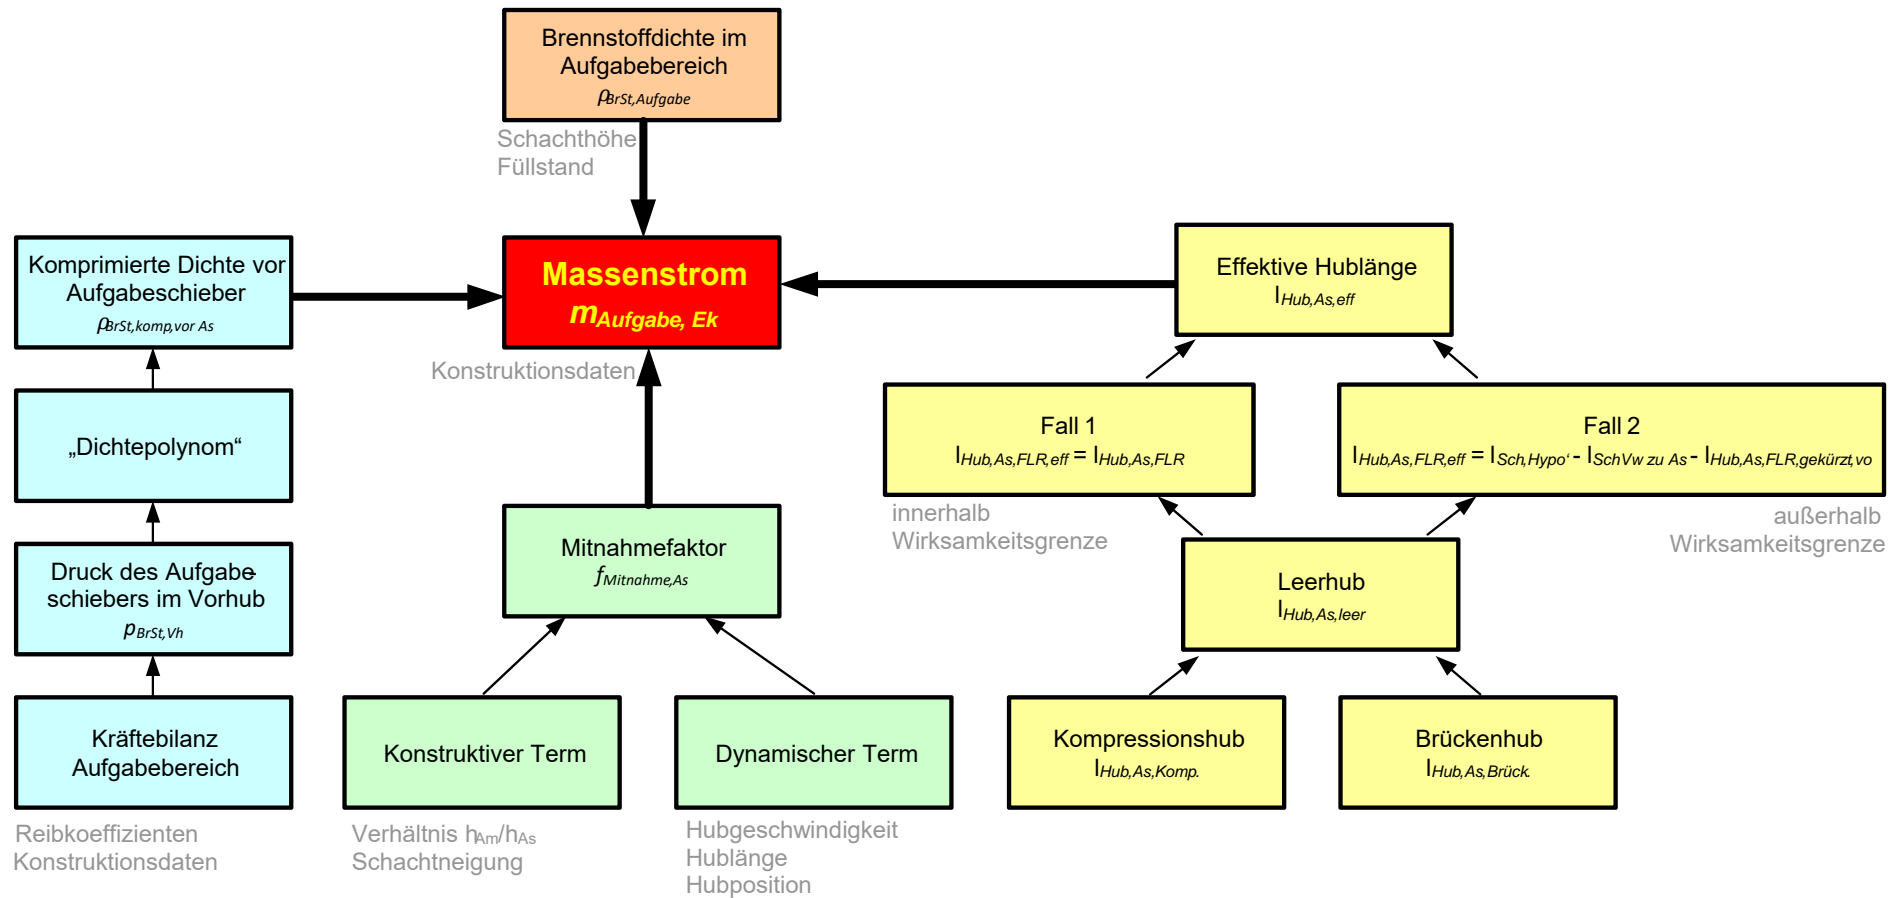 Brennstoffdichte im
Aufgabebereich
ρBrSt,Aufgabe
Schachthöhe
Füllstand
Komprimierte Dichte vor
Aufgabeschieber
ρBrSt,komp,vor As
Massenstrom
mAufgabe, Ek
Effektive Hublänge
lHub,As,eff
Konstruktionsdaten
„Dichtepolynom“
Fall 1
lHub,As,FLR,eff = lHub,As,FLR
Fall 2
lHub,As,FLR,eff = lSch,Hypo‘ - lSchVw zu As - lHub,As,FLR,gekürzt,vo
innerhalb
Wirksamkeitsgrenze
außerhalb
Wirksamkeitsgrenze
Druck des Aufgabe-
schiebers im Vorhub
pBrSt,Vh
Mitnahmefaktor
fMitnahme,As
Leerhub
lHub,As,leer
Kräftebilanz
Aufgabebereich
Konstruktiver Term
Dynamischer Term
Kompressionshub
lHub,As,Komp.
Brückenhub
lHub,As,Brück.
Reibkoeffizienten
Konstruktionsdaten
Verhältnis hAm/hAs
Schachtneigung
Hubgeschwindigkeit
Hublänge
Hubposition